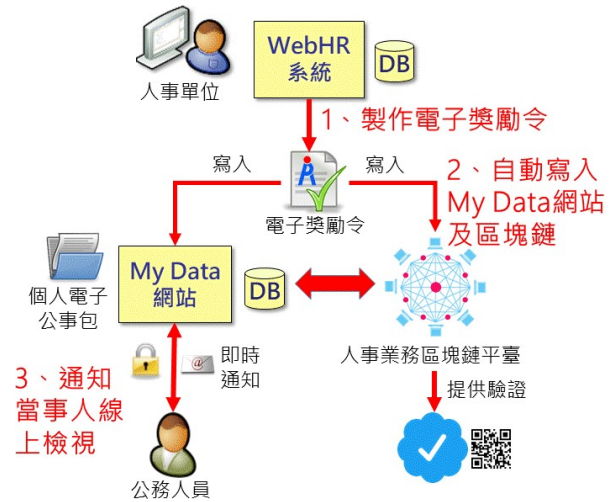 WebHR
系統
DB
人事單位
1、製作電子獎勵令
寫入
寫入
2、自動寫入
My Data網站
及區塊鏈
電子獎勵令
個人電子
公事包
My Data
網站
DB
人事業務區塊鏈平臺
即時
通知
3、通知
當事人線
上檢視
提供驗證
公務人員